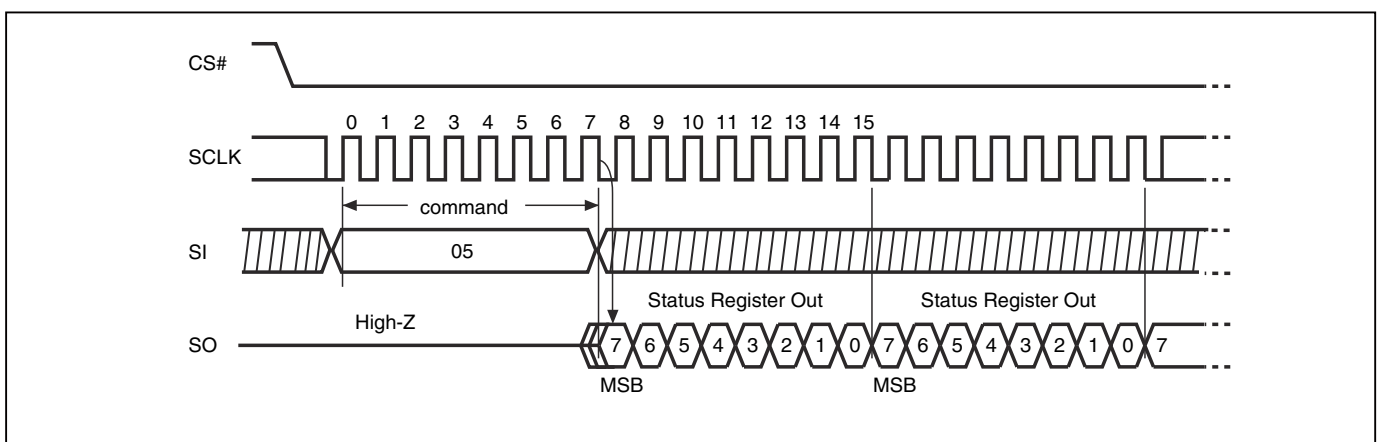 CS#
0 1 2 3 4 5 6 7 8 9 10 11 12 13 14 15
SCLK
command
SI
05
Status Register Out Status Register Out
High-Z
SO
7 6 5 4 3 2 1 0 7 6 5 4 3 2 1 0 7
MSB MSB